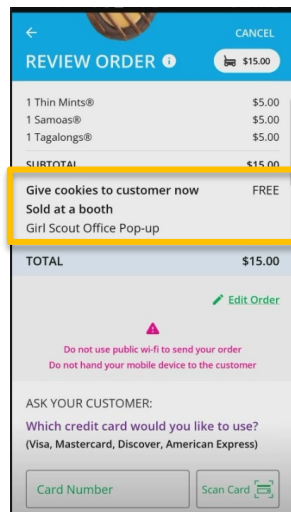 CANCEL
REVIEW ORDER i
$15.00
1 Thin Mints® $5.00
1 Samoas® $5.00
1 Tagalongs® $5.00
SUBTOTAL $15.00
Give cookies to customer now FREE
Sold at a booth
Girl Scout Office Pop-up
TOTAL $15.00
Edit Order
Do not use public wi-fi to send your order
Do not hand your mobile device to the customer
ASK YOUR CUSTOMER:
Which credit card would you like to use?
(Visa, Mastercard, Discover, American Express)
Card Number
Scan Card